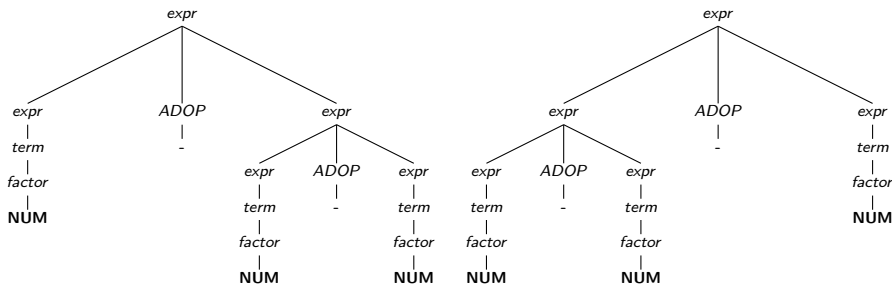 expr expr
expr ADOP expr expr ADOP expr
term - term
expr ADOP expr expr ADOP expr
factor factor
NUM term - term term - term NUM
factor factor factor factor
NUM NUM NUM NUM